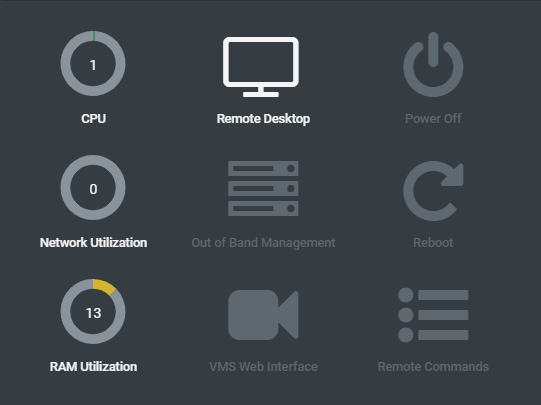 1
CPU
Remote Desktop
Power Off
0
Network Utilization
Out of Band Management
Reboot
13
RAM Utilization
VMS Web Interface
Remote Commands